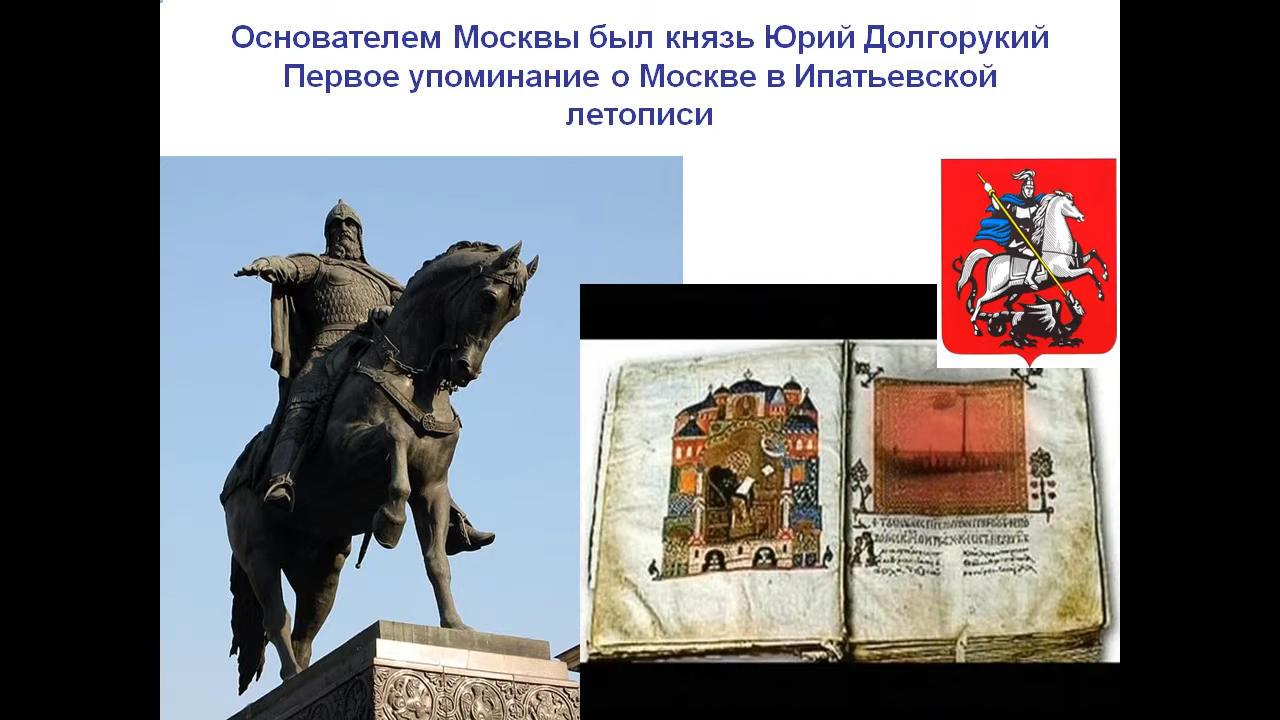 Основателем Москвы был князь Юрий Долгорукий
Первое упоминание о Москве в Ипатьевской
летописи